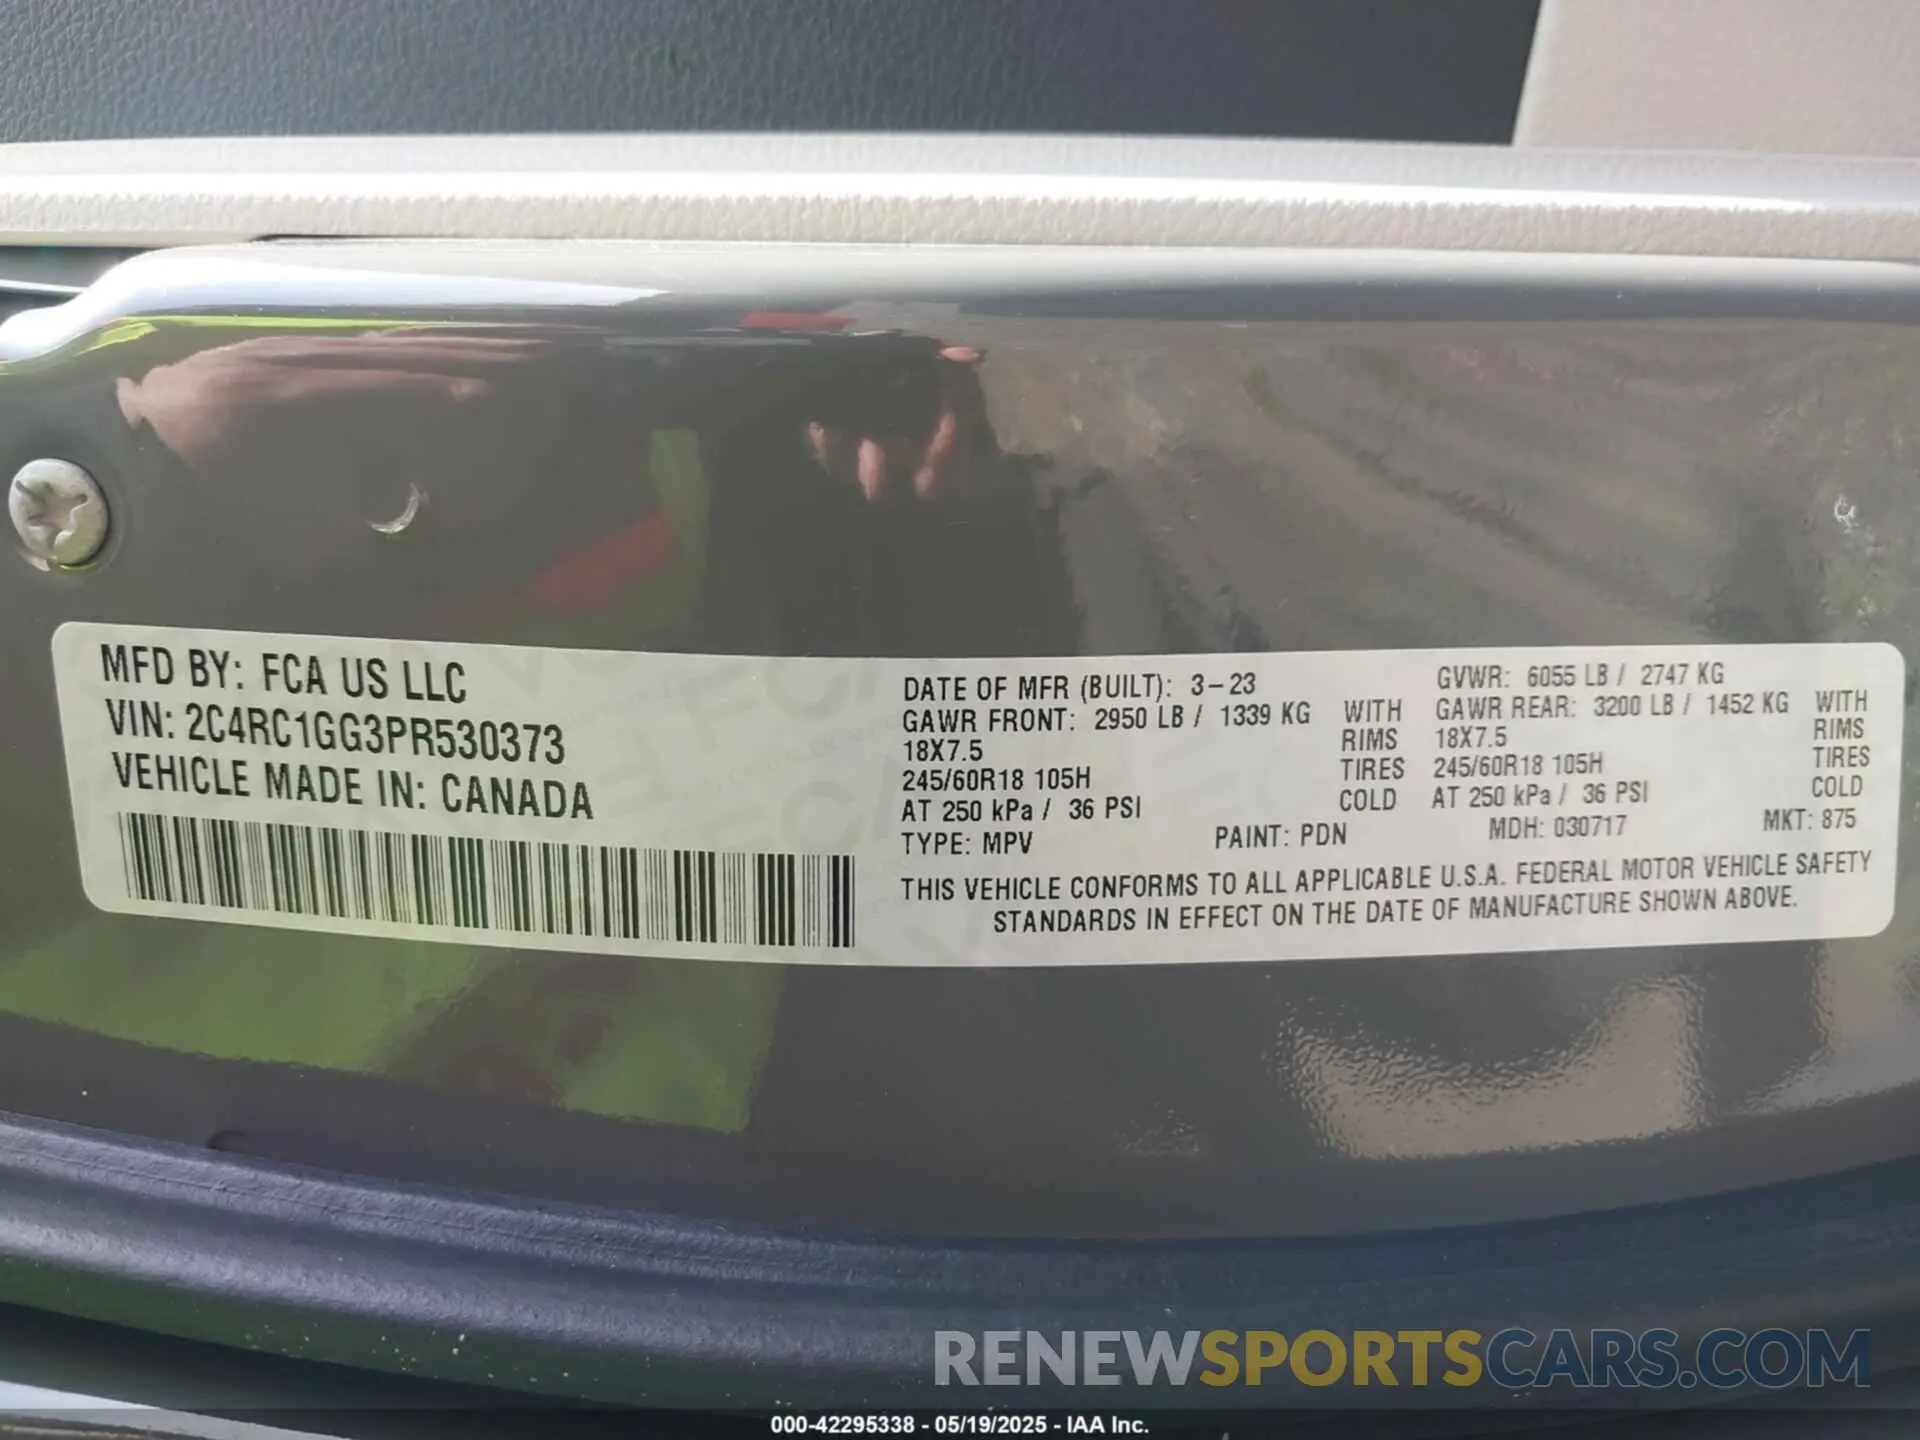 MFD BY: FCA US LLC
VIN: 2C4RC1GG3PR530373
VEHICLE MADE IN: CANADA
DATE OF MFR (BUILT): 3-23
GVWR: 6055 LB / 2747 KG
GAWR FRONT: 2950 LB / 1339 KG WITH
18X7.5 RIMS
245/60R18 105H TIRES
AT 250 kPa / 36 PSI COLD
GAWR REAR: 3200 LB / 1452 KG WITH
18X7.5 RIMS
245/60R18 105H TIRES
AT 250 kPa / 36 PSI COLD
TYPE: MPV PAINT: PDN MDH: 030717 MKT: 875
THIS VEHICLE CONFORMS TO ALL APPLICABLE U.S.A. FEDERAL MOTOR VEHICLE SAFETY
STANDARDS IN EFFECT ON THE DATE OF MANUFACTURE SHOWN ABOVE.
RENEWSPORTSCARS.COM
000-42295338 - 05/19/2025 - IAA Inc.